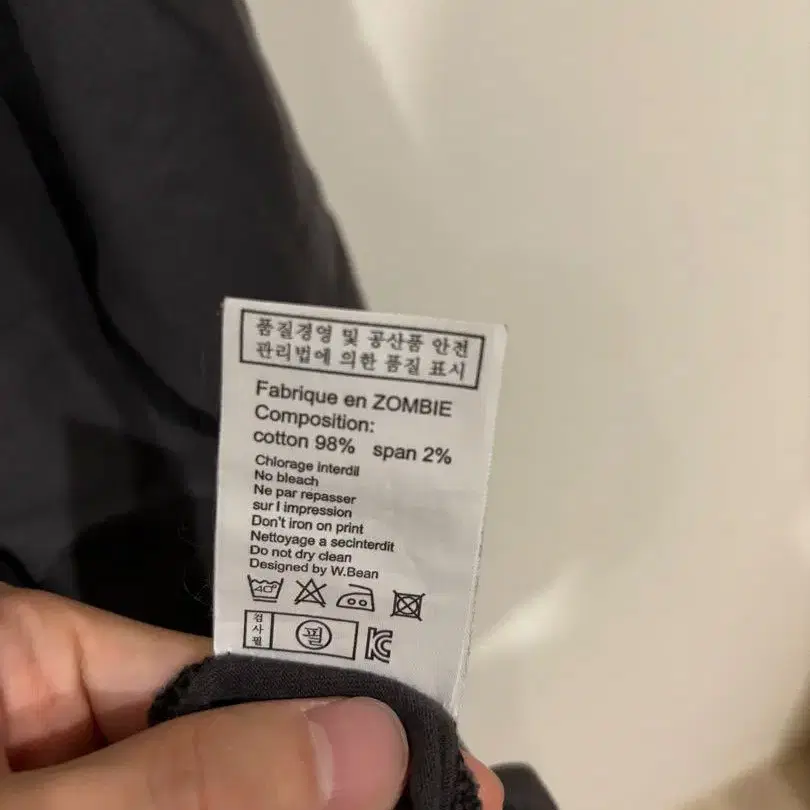 품질경영 및 공산품 안전
관리법에 의한 품질 표시
Fabrique en ZOMBIE
Composition:
cotton 98% span 2%
Chlorage interdil
No bleach
Ne par repasser
sur l impression
Don't iron on print
Nettoyage a secinterdit
Do not dry clean
Designed by W.Bean
40°
검사필 필 KC